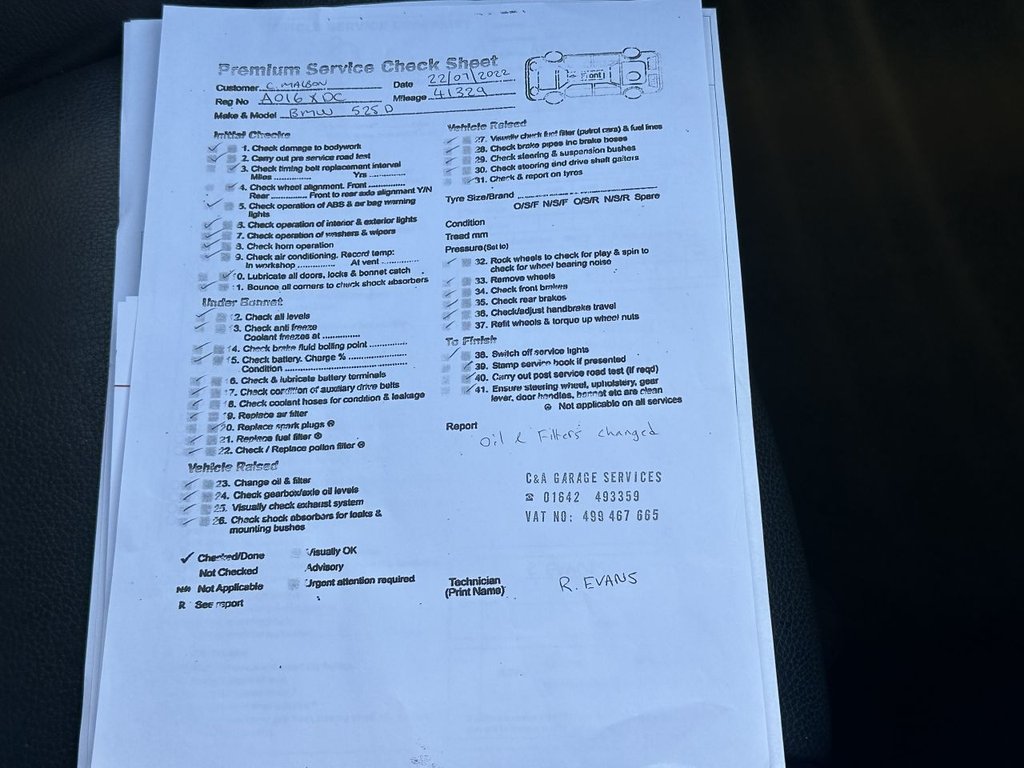 Premium Service Check Sheet
Customer C. MALBON Date 22/07/2022
Reg No AO16 XDC Mileage 41329
Make & Model BMW 525D
Front
Initial Checks
1. Check damage to bodywork
2. Carry out pre service road test
3. Check timing belt replacement interval
Miles .............. Yrs ..............
4. Check wheel alignment. Front ..............
Rear .............. Front to rear axle alignment Y/N
5. Check operation of ABS & air bag warning
lights
6. Check operation of interior & exterior lights
7. Check operation of washers & wipers
8. Check horn operation
9. Check air conditioning. Record temp:
In workshop .............. At vent ..............
10. Lubricate all doors, locks & bonnet catch
11. Bounce all corners to check shock absorbers
Under Bonnet
12. Check all levels
13. Check anti freeze
Coolant freezes at ..............
14. Check brake fluid boiling point ..............
15. Check battery. Charge % ..............
Condition ..............
16. Check & lubricate battery terminals
17. Check condition of auxiliary drive belts
18. Check coolant hoses for condition & leakage
19. Replace air filter
20. Replace spark plugs
21. Replace fuel filter
22. Check / Replace pollen filter
Vehicle Raised
23. Change oil & filter
24. Check gearbox/axle oil levels
25. Visually check exhaust system
26. Check shock absorbers for leaks &
mounting bushes
✓ Checked/Done
Not Checked
N/A Not Applicable
R See report
Visually OK
Advisory
Urgent attention required
Vehicle Raised
27. Visually check fuel filter (petrol cars) & fuel lines
28. Check brake pipes inc brake hoses
29. Check steering & suspension bushes
30. Check steering and drive shaft gaiters
31. Check & report on tyres
Tyre Size/Brand ..............
O/S/F N/S/F O/S/R N/S/R Spare
Condition
Tread mm
Pressure (Set to)
32. Rock wheels to check for play & spin to
check for wheel bearing noise
33. Remove wheels
34. Check front brakes
35. Check rear brakes
36. Check/adjust handbrake travel
37. Refit wheels & torque up wheel nuts
To Finish
38. Switch off service lights
39. Stamp service book if presented
40. Carry out post service road test (if reqd)
41. Ensure steering wheel, upholstery, gear
lever, door handles, bonnet etc are clean
Not applicable on all services
Report
Oil & Filters changed
C&A GARAGE SERVICES
☎ 01642 493359
VAT NO: 499 467 665
Technician
(Print Name) R. EVANS